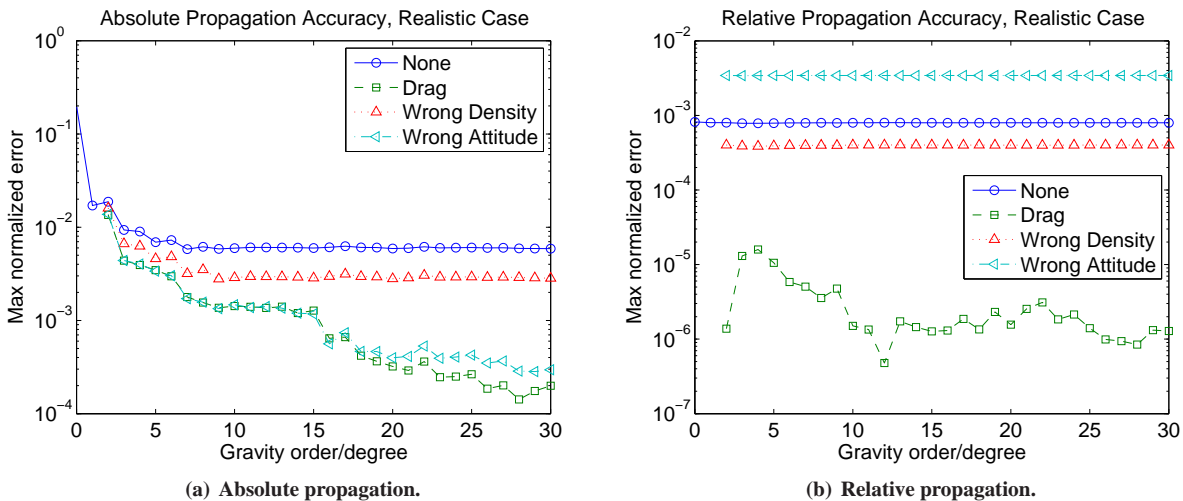 Absolute Propagation Accuracy, Realistic Case
10^0
10^−1
10^−2
10^−3
10^−4
Max normalized error
None
Drag
Wrong Density
Wrong Attitude
0 5 10 15 20 25 30
Gravity order/degree
(a) Absolute propagation.
Relative Propagation Accuracy, Realistic Case
10^−2
10^−3
10^−4
10^−5
10^−6
10^−7
Max normalized error
None
Drag
Wrong Density
Wrong Attitude
0 5 10 15 20 25 30
Gravity order/degree
(b) Relative propagation.